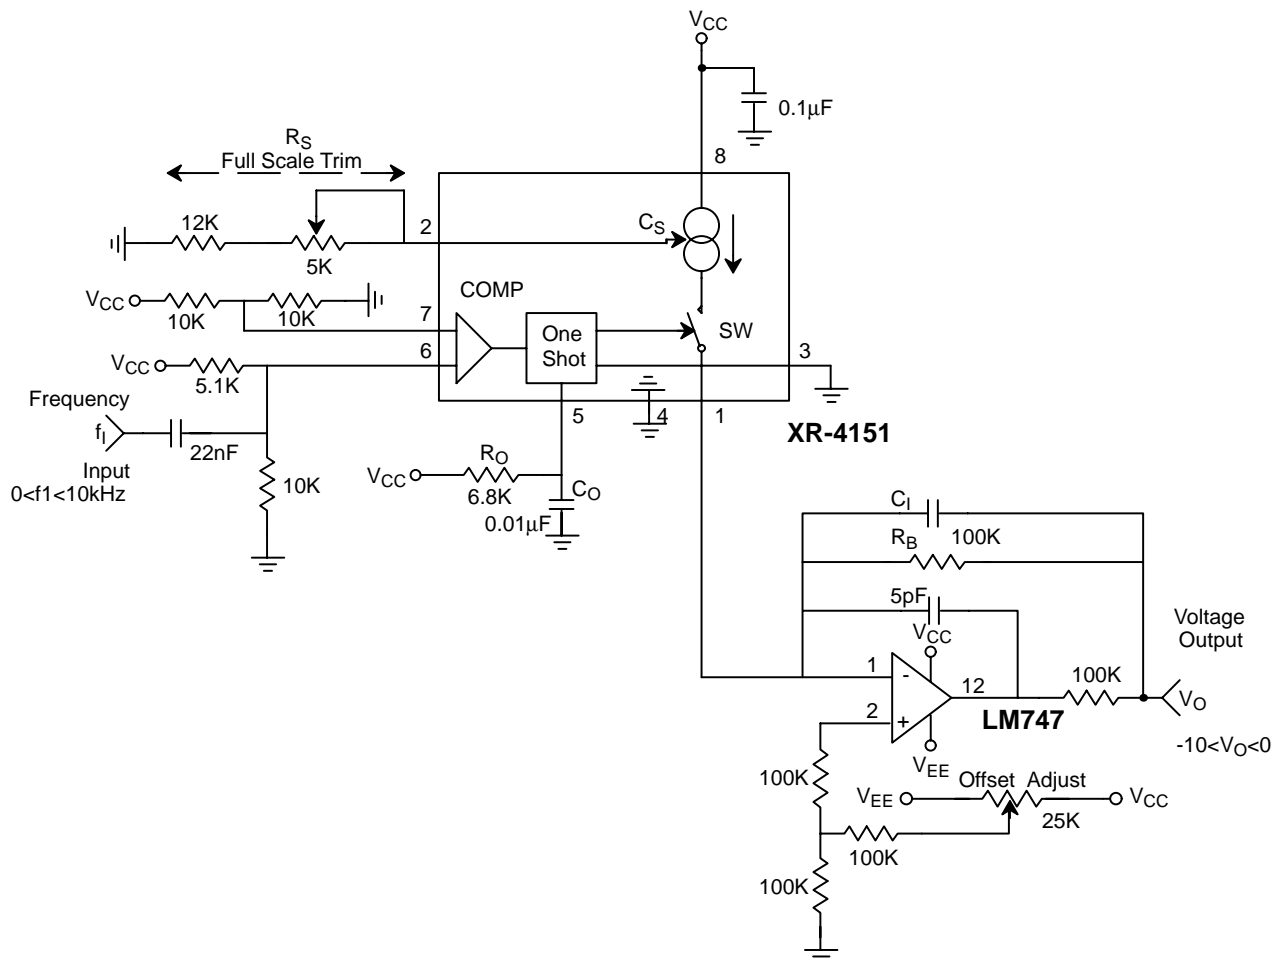 VCC
0.1µF
RS
Full Scale Trim
8
12K
5K
2
CS
VCC
10K
10K
7
COMP
One
Shot
SW
VCC
5.1K
6
3
Frequency
fI
Input
0<f1<10kHz
22nF
10K
5
4
1
XR-4151
VCC
RO
6.8K
CO
0.01µF
CI
100K
RB
5pF
VCC
1
2
-
+
12
LM747
VEE
100K
Voltage
Output
VO
-10<VO<0
100K
Offset Adjust
VEE
VCC
25K
100K
100K